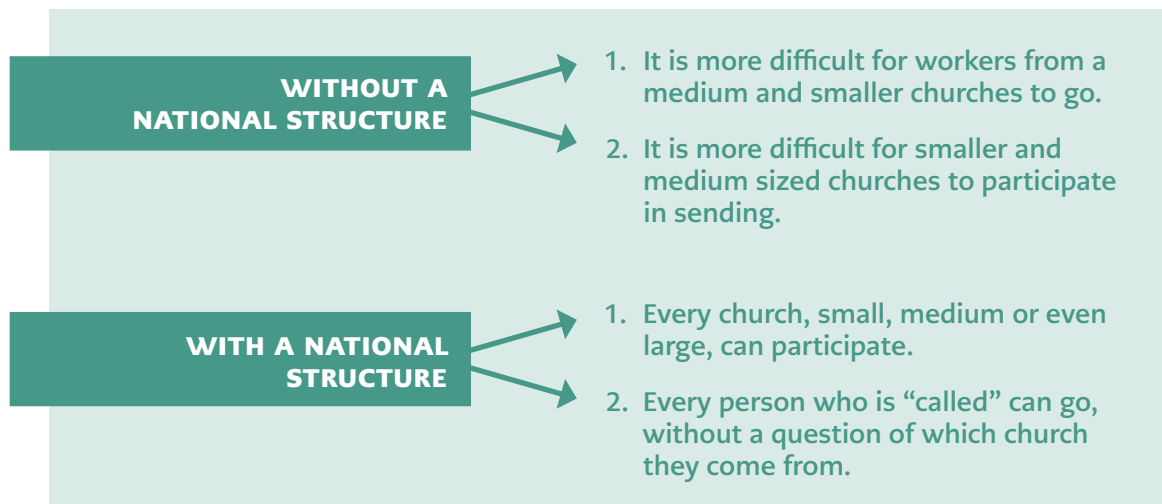 WITHOUT A
NATIONAL STRUCTURE
1. It is more difficult for workers from a
medium and smaller churches to go.
2. It is more difficult for smaller and
medium sized churches to participate
in sending.
WITH A NATIONAL
STRUCTURE
1. Every church, small, medium or even
large, can participate.
2. Every person who is “called” can go,
without a question of which church
they come from.